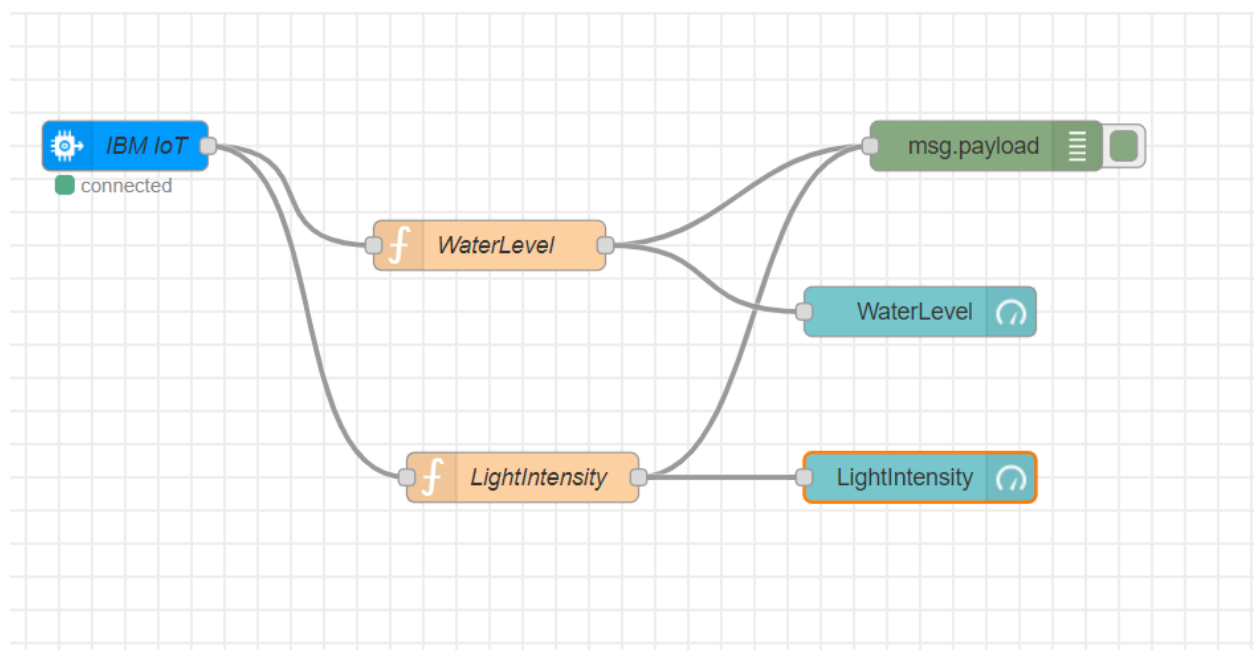 IBM IoT
connected
msg.payload
WaterLevel
WaterLevel
LightIntensity
LightIntensity